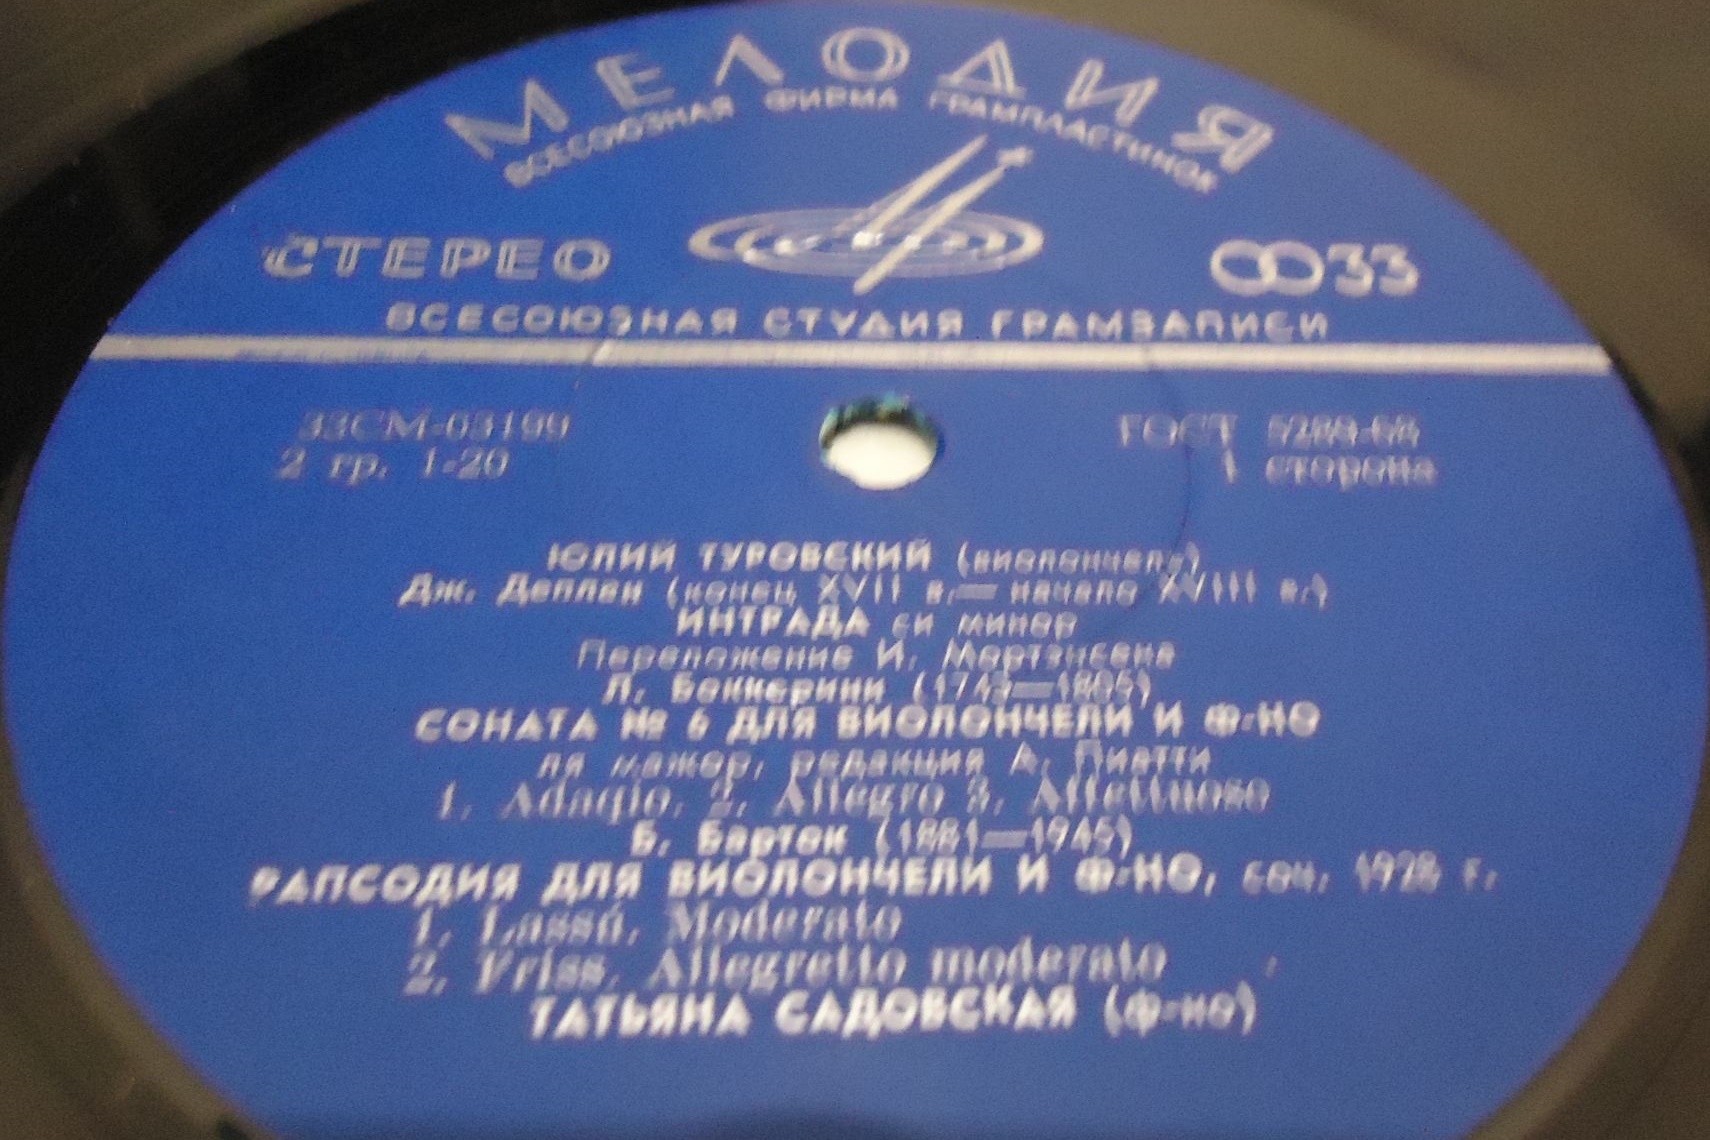 МЕЛОДИЯ
ВСЕСОЮЗНАЯ ФИРМА ГРАМПЛАСТИНОК
СТЕРЕО 33
ВСЕСОЮЗНАЯ СТУДИЯ ГРАМЗАПИСИ
33СМ-03199 ГОСТ 5289-68
2 гр. 1-20 1 сторона
ЮЛИЙ ТУРОВСКИЙ (виолончель)
Дж. Деплан (конец XVII в.— начало XVIII в.)
ИНТРАДА си минор
Переложение И. Мортэнсена
Л. Боккерини (1743—1805)
СОНАТА № 6 ДЛЯ ВИОЛОНЧЕЛИ И Ф-НО
ля мажор, редакция А. Пиатти
1. Adagio. 2. Allegro 3. Affettuoso
Б. Барток (1881—1945)
РАПСОДИЯ ДЛЯ ВИОЛОНЧЕЛИ И Ф-НО, соч. 1928 г.
1. Lassú. Moderato
2. Friss. Allegretto moderato
ТАТЬЯНА САДОВСКАЯ (ф-но)